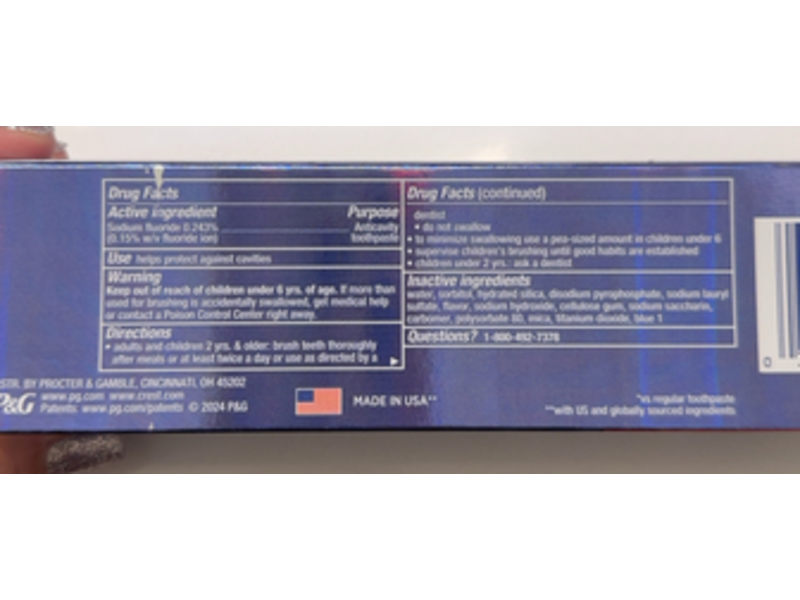 Drug Facts
Active ingredient Purpose
Sodium fluoride 0.243% Anticavity
(0.15% w/v fluoride ion) toothpaste
Use helps protect against cavities
Warning
Keep out of reach of children under 6 yrs. of age. If more than
used for brushing is accidentally swallowed, get medical help
or contact a Poison Control Center right away.
Directions
• adults and children 2 yrs. & older: brush teeth thoroughly
after meals or at least twice a day or use as directed by a ▶
Drug Facts (continued)
dentist
• do not swallow
• to minimize swallowing use a pea-sized amount in children under 6
• supervise children's brushing until good habits are established
• children under 2 yrs.: ask a dentist
Inactive ingredients
water, sorbitol, hydrated silica, disodium pyrophosphate, sodium lauryl
sulfate, flavor, sodium hydroxide, cellulose gum, sodium saccharin,
carbomer, polysorbate 80, mica, titanium dioxide, blue 1
Questions? 1-800-492-7378
STR. BY PROCTER & GAMBLE, CINCINNATI, OH 45202
P&G www.pg.com www.crest.com
Patents: www.pg.com/patents © 2024 P&G
MADE IN USA**
*vs regular toothpaste
**with US and globally sourced ingredients
0